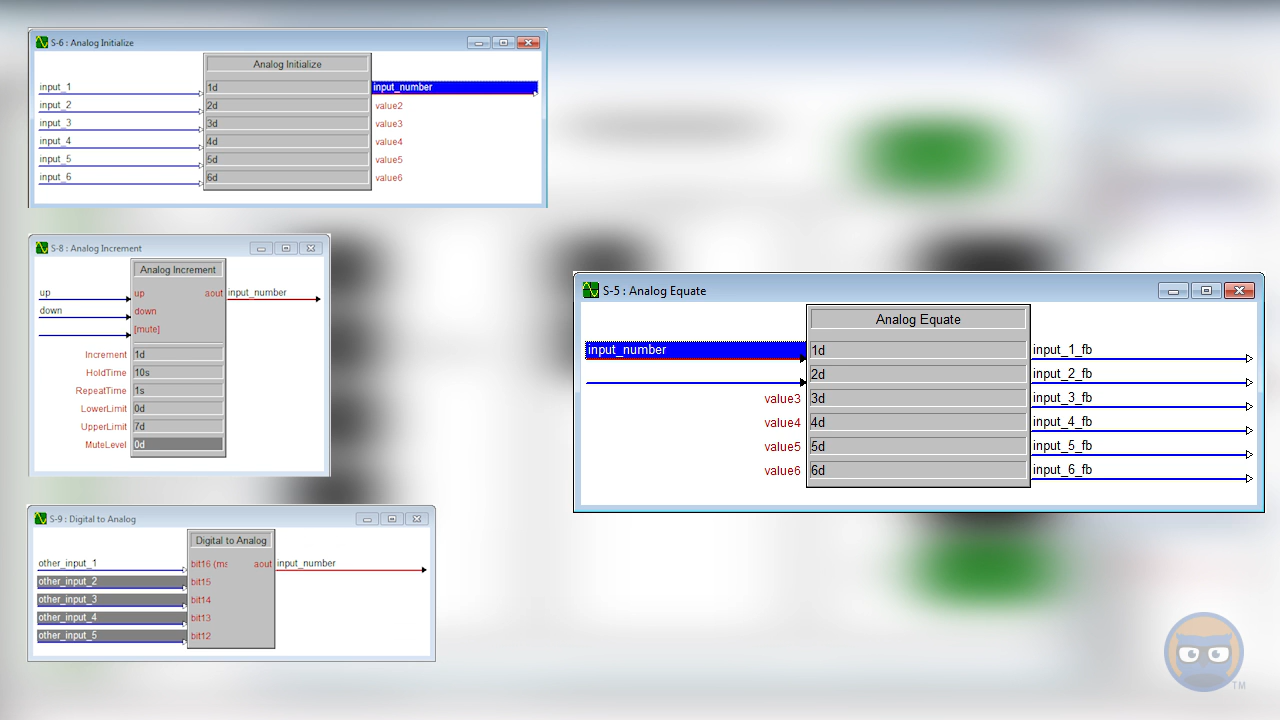 S-6 : Analog Initialize
Analog Initialize
input_1 1d input_number
input_2 2d value2
input_3 3d value3
input_4 4d value4
input_5 5d value5
input_6 6d value6
S-8 : Analog Increment
Analog Increment
up up aout input_number
down down
[mute]
Increment 1d
HoldTime 10s
RepeatTime 1s
LowerLimit 0d
UpperLimit 7d
MuteLevel 0d
S-9 : Digital to Analog
Digital to Analog
other_input_1 bit16 (ms aout input_number
other_input_2 bit15
other_input_3 bit14
other_input_4 bit13
other_input_5 bit12
S-5 : Analog Equate
Analog Equate
input_number 1d input_1_fb
2d input_2_fb
value3 3d input_3_fb
value4 4d input_4_fb
value5 5d input_5_fb
value6 6d input_6_fb
TM